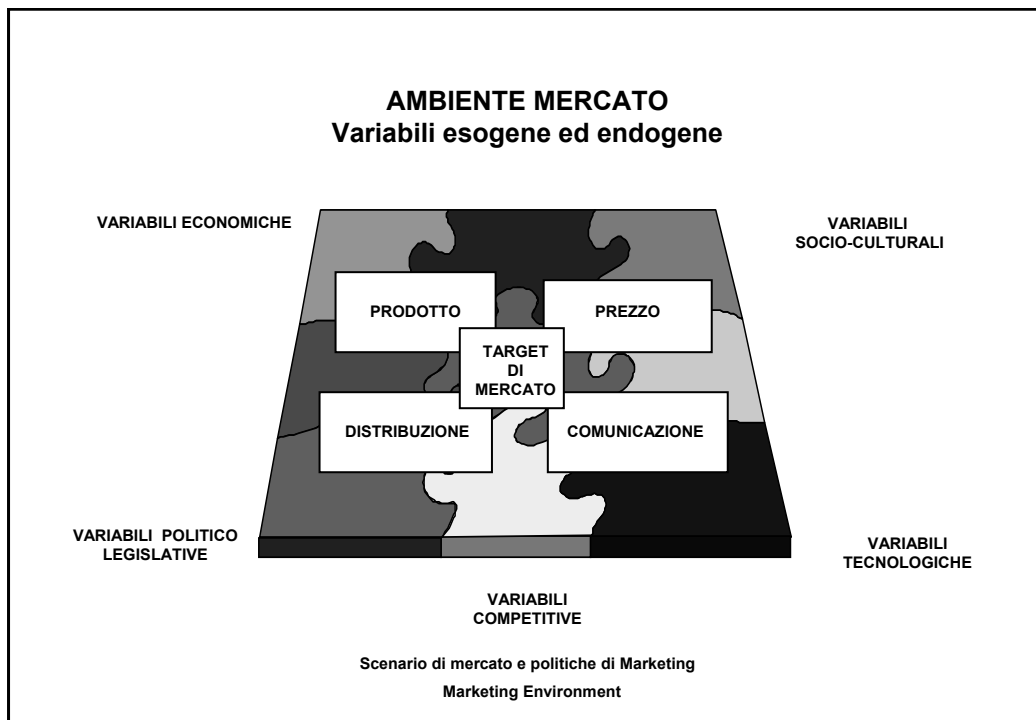 AMBIENTE MERCATO
Variabili esogene ed endogene
VARIABILI ECONOMICHE
VARIABILI
SOCIO-CULTURALI
PRODOTTO
PREZZO
TARGET
DI
MERCATO
DISTRIBUZIONE
COMUNICAZIONE
VARIABILI POLITICO
LEGISLATIVE
VARIABILI
TECNOLOGICHE
VARIABILI
COMPETITIVE
Scenario di mercato e politiche di Marketing
Marketing Environment